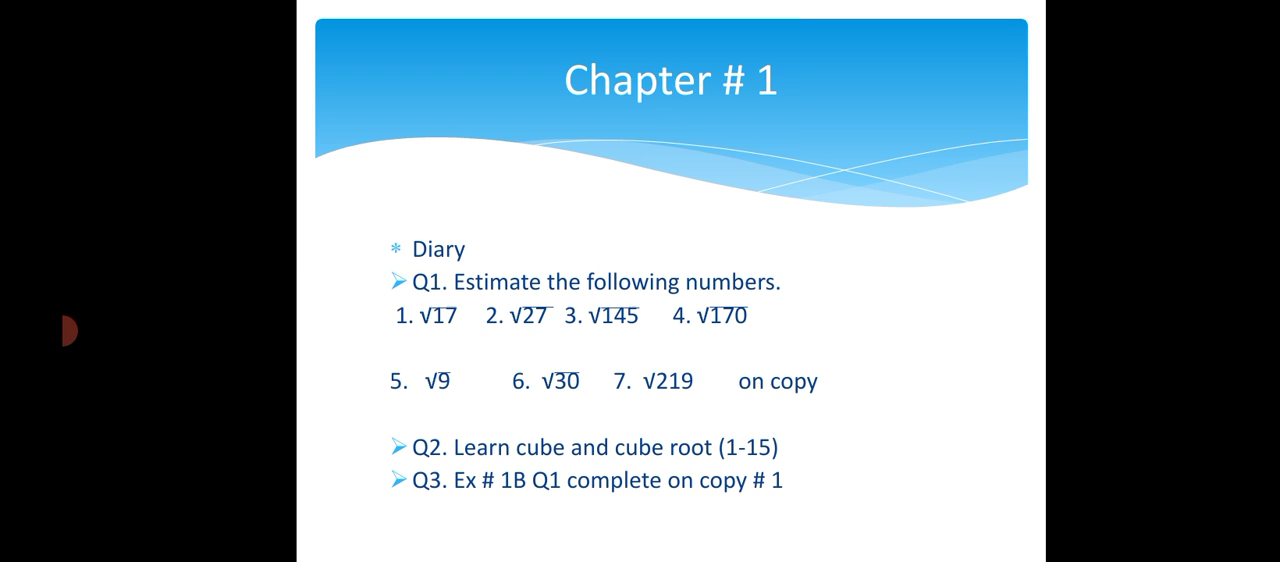 Chapter # 1
* Diary
➢ Q1. Estimate the following numbers.
1. √17 2. √27 3. √145 4. √170
5. √9 6. √30 7. √219 on copy
➢ Q2. Learn cube and cube root (1-15)
➢ Q3. Ex # 1B Q1 complete on copy # 1